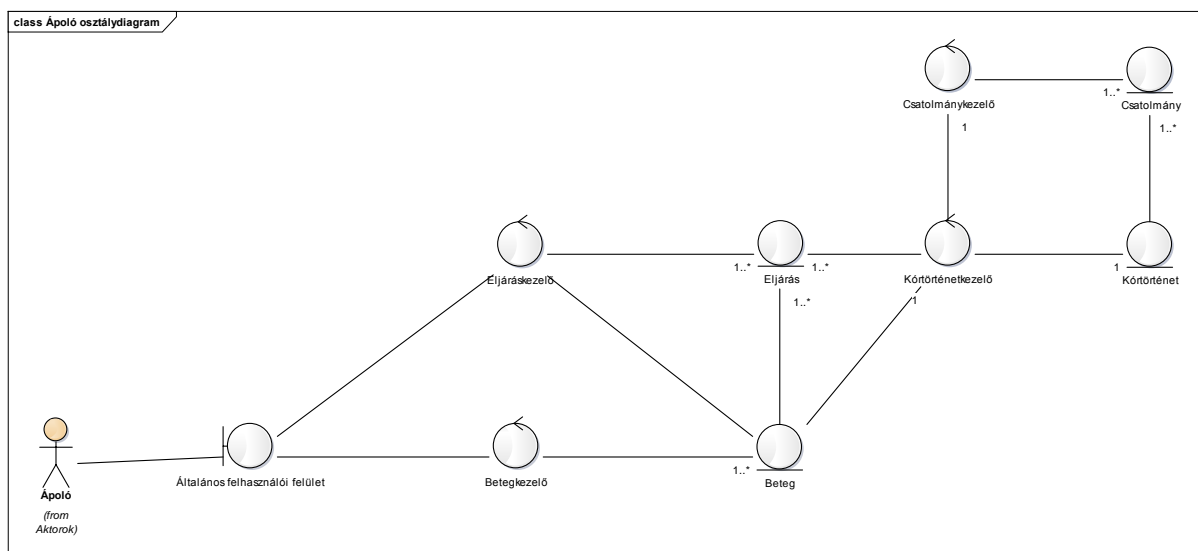 class Ápoló osztálydiagram
Csatolmánykezelő
1..*
Csatolmány
1
1..*
Eljáráskezelő
1..*
Eljárás
1..*
Kórtörténetkezelő
1
Kórtörténet
1..*
1
Általános felhasználói felület
Betegkezelő
1..*
Beteg
Ápoló
(from
Aktorok)